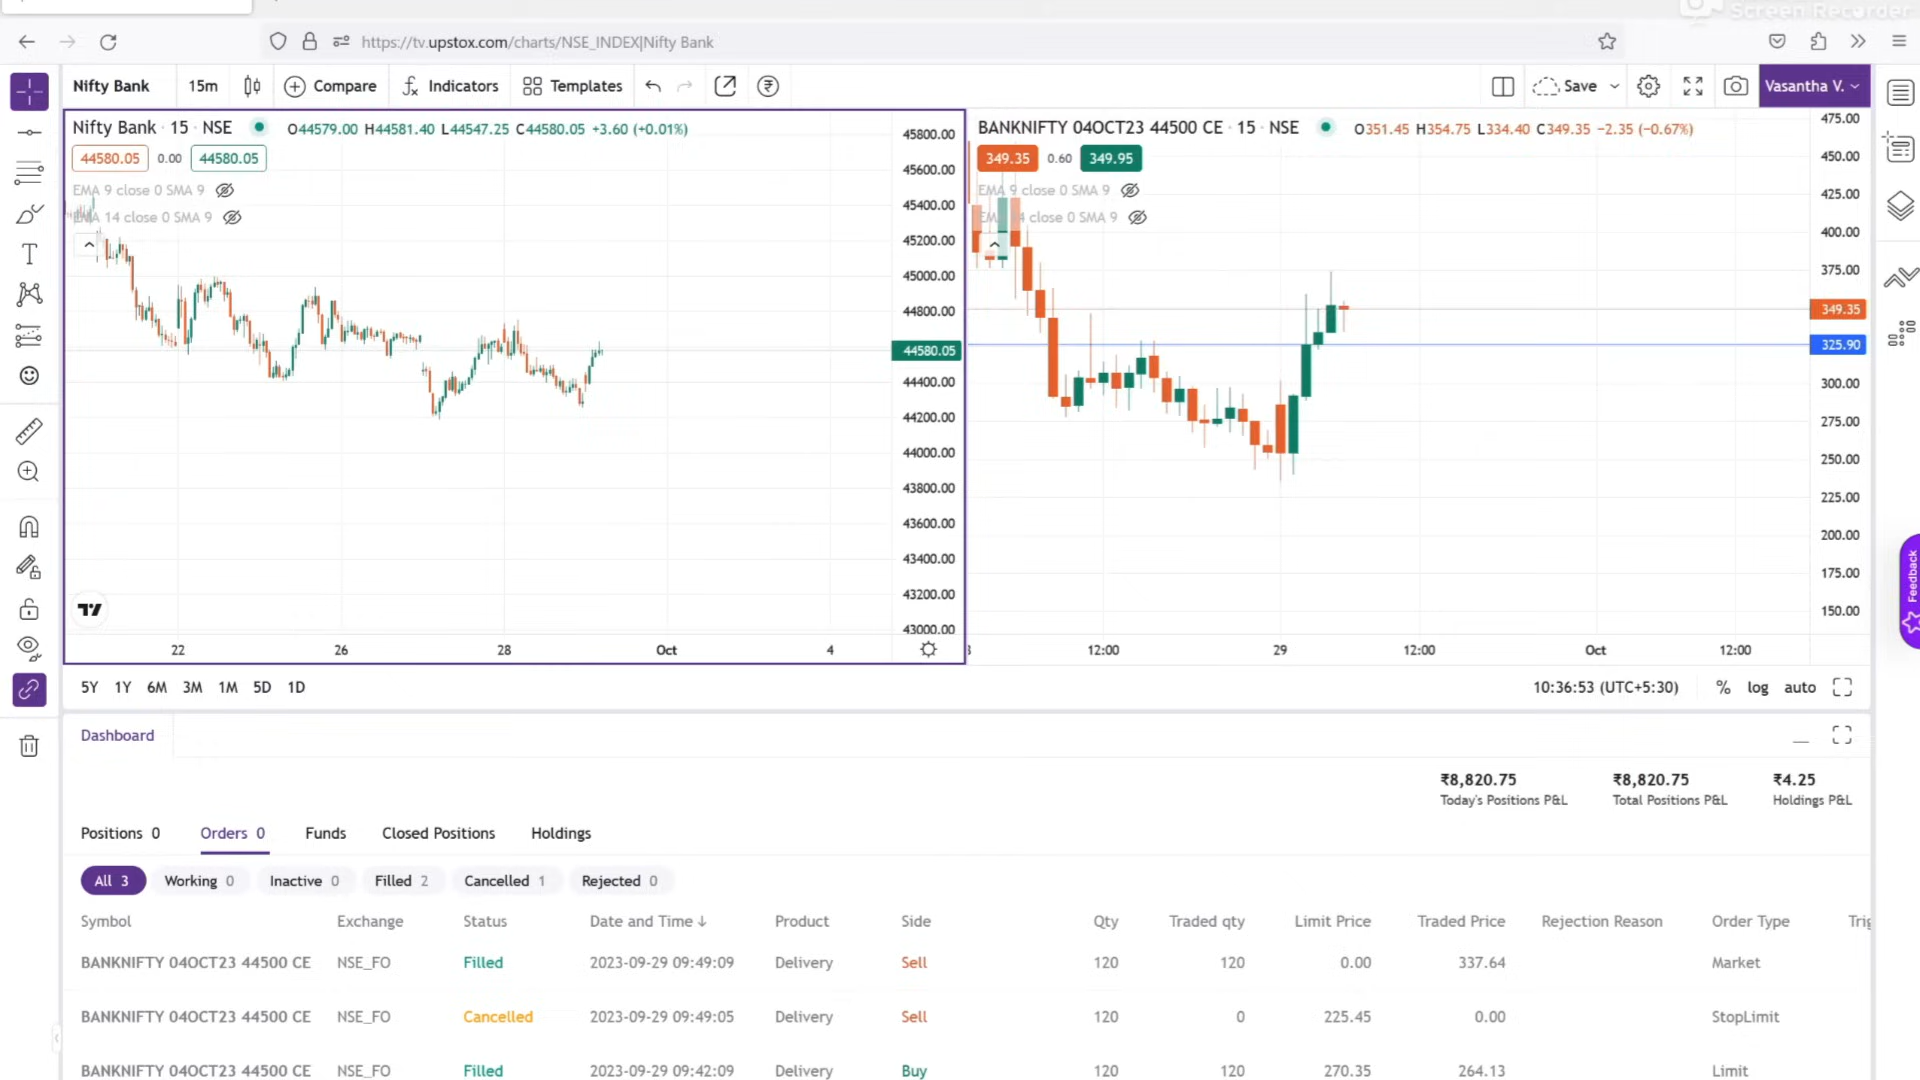 Screen Recorder
https://tv.upstox.com/charts/NSE_INDEX|Nifty Bank
Nifty Bank 15m Compare Indicators Templates Save Vasantha V.
Nifty Bank · 15 · NSE O44579.00 H44581.40 L44547.25 C44580.05 +3.60 (+0.01%)
44580.05 0.00 44580.05
EMA 9 close 0 SMA 9
EMA 14 close 0 SMA 9
45800.00
45600.00
45400.00
45200.00
45000.00
44800.00
44580.05
44400.00
44200.00
44000.00
43800.00
43600.00
43400.00
43200.00
43000.00
22 26 28 Oct 4
BANKNIFTY 04OCT23 44500 CE · 15 · NSE O351.45 H354.75 L334.40 C349.35 −2.35 (−0.67%)
349.35 0.60 349.95
EMA 9 close 0 SMA 9
close 0 SMA 9
475.00
450.00
425.00
400.00
375.00
349.35
325.90
300.00
275.00
250.00
225.00
200.00
175.00
150.00
12:00 29 12:00 Oct 12:00
Feedback
5Y 1Y 6M 3M 1M 5D 1D 10:36:53 (UTC+5:30) % log auto
Dashboard
₹8,820.75 ₹8,820.75 ₹4.25
Today's Positions P&L Total Positions P&L Holdings P&L
Positions 0 Orders 0 Funds Closed Positions Holdings
All 3 Working 0 Inactive 0 Filled 2 Cancelled 1 Rejected 0
Symbol Exchange Status Date and Time ↓ Product Side Qty Traded qty Limit Price Traded Price Rejection Reason Order Type
BANKNIFTY 04OCT23 44500 CE NSE_FO Filled 2023-09-29 09:49:09 Delivery Sell 120 120 0.00 337.64 Market
BANKNIFTY 04OCT23 44500 CE NSE_FO Cancelled 2023-09-29 09:49:05 Delivery Sell 120 0 225.45 0.00 StopLimit
BANKNIFTY 04OCT23 44500 CE NSE_FO Filled 2023-09-29 09:42:09 Delivery Buy 120 120 270.35 264.13 Limit